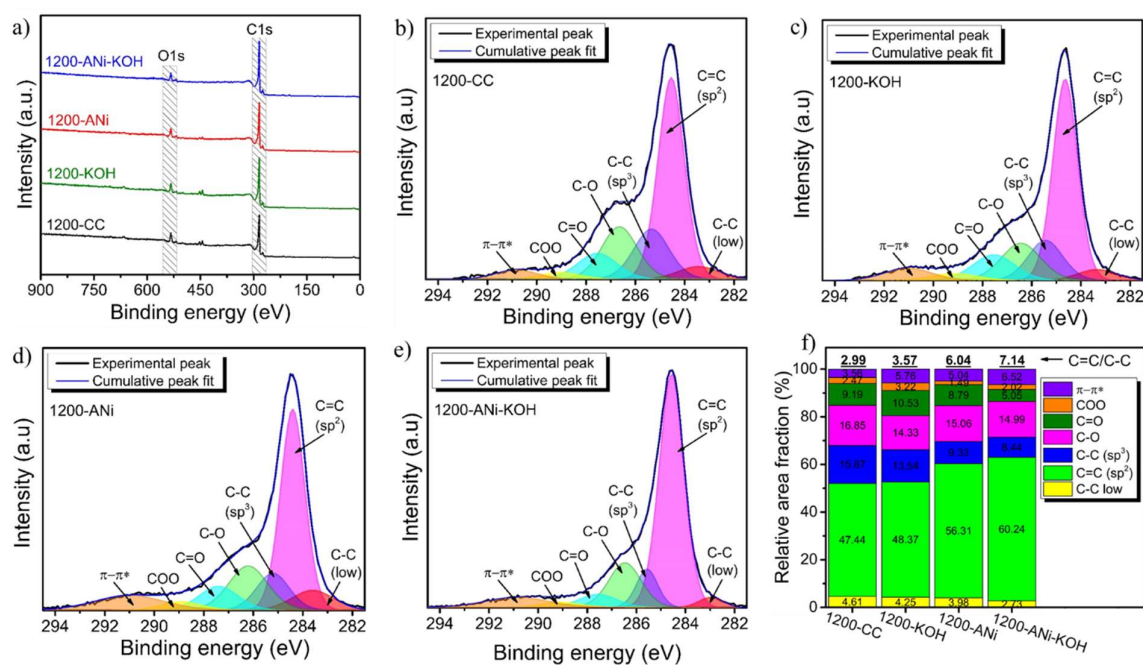 a)
O1s
C1s
1200-ANi-KOH
1200-ANi
1200-KOH
1200-CC
Intensity (a.u.)
900 750 600 450 300 150 0
Binding energy (eV)
b)
Experimental peak
Cumulative peak fit
1200-CC
C=C
(sp²)
C-C
(sp³)
C-O
C=O
COO
π–π*
C-C
(low)
Intensity (a.u)
294 292 290 288 286 284 282
Binding energy (eV)
c)
Experimental peak
Cumulative peak fit
1200-KOH
C=C
(sp²)
C-C
(sp³)
C-O
C=O
COO
π–π*
C-C
(low)
Intensity (a.u)
294 292 290 288 286 284 282
Binding energy (eV)
d)
Experimental peak
Cumulative peak fit
1200-ANi
C=C
(sp²)
C-C
(sp³)
C-O
C=O
COO
π–π*
C-C
(low)
Intensity (a.u)
294 292 290 288 286 284 282
Binding energy (eV)
e)
Experimental peak
Cumulative peak fit
1200-ANi-KOH
C=C
(sp²)
C-C
(sp³)
C-O
C=O
COO
π–π*
C-C
(low)
Intensity (a.u)
294 292 290 288 286 284 282
Binding energy (eV)
f)
2.99 3.57 6.04 7.14 C=C/C-C
5.76 5.04 6.52
2.47 3.22 1.49 2.02
9.19 10.53 8.79 5.05
16.85 14.33 15.06 14.99
13.54 9.33 8.44
47.44 48.37 56.31 60.24
4.61 4.25 3.98 2.73
π–π*
COO
C=O
C-O
C-C (sp³)
C=C (sp²)
C-C low
Relative area fraction (%)
100
80
60
40
20
0
1200-CC
1200-KOH
1200-ANi
1200-ANi-KOH